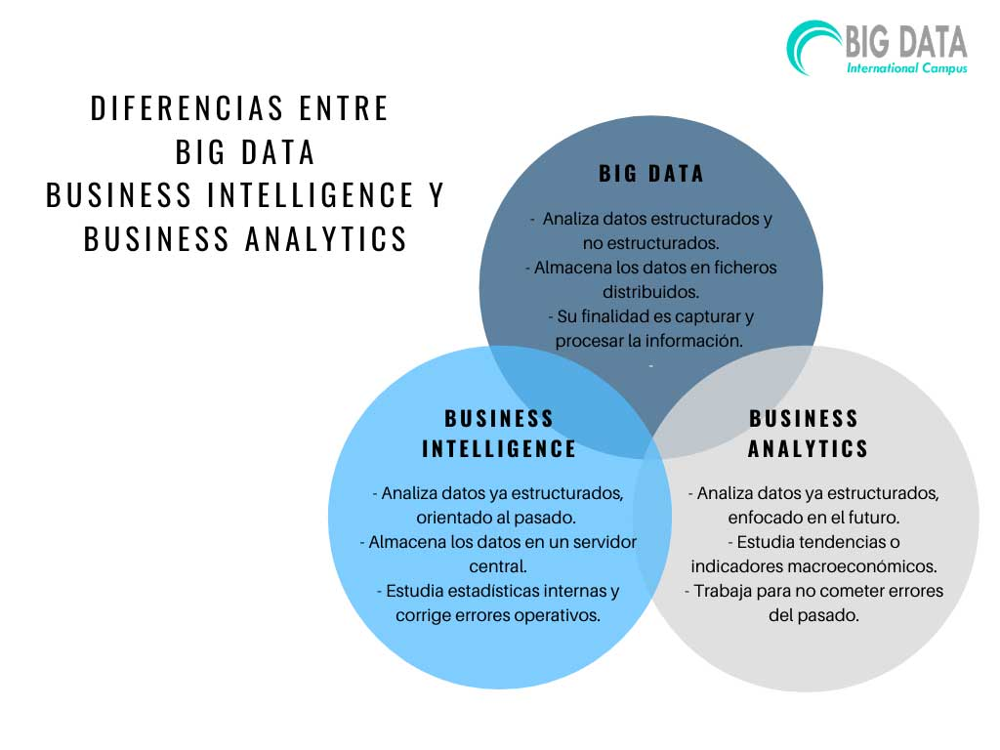 BIG DATA
International Campus
DIFERENCIAS ENTRE
BIG DATA
BUSINESS INTELLIGENCE Y
BUSINESS ANALYTICS
BIG DATA
- Analiza datos estructurados y
no estructurados.
- Almacena los datos en ficheros
distribuidos.
- Su finalidad es capturar y
procesar la información.
-
BUSINESS
INTELLIGENCE
- Analiza datos ya estructurados,
orientado al pasado.
- Almacena los datos en un servidor
central.
- Estudia estadísticas internas y
corrige errores operativos.
BUSINESS
ANALYTICS
- Analiza datos ya estructurados,
enfocado en el futuro.
- Estudia tendencias o
indicadores macroeconómicos.
- Trabaja para no cometer errores
del pasado.